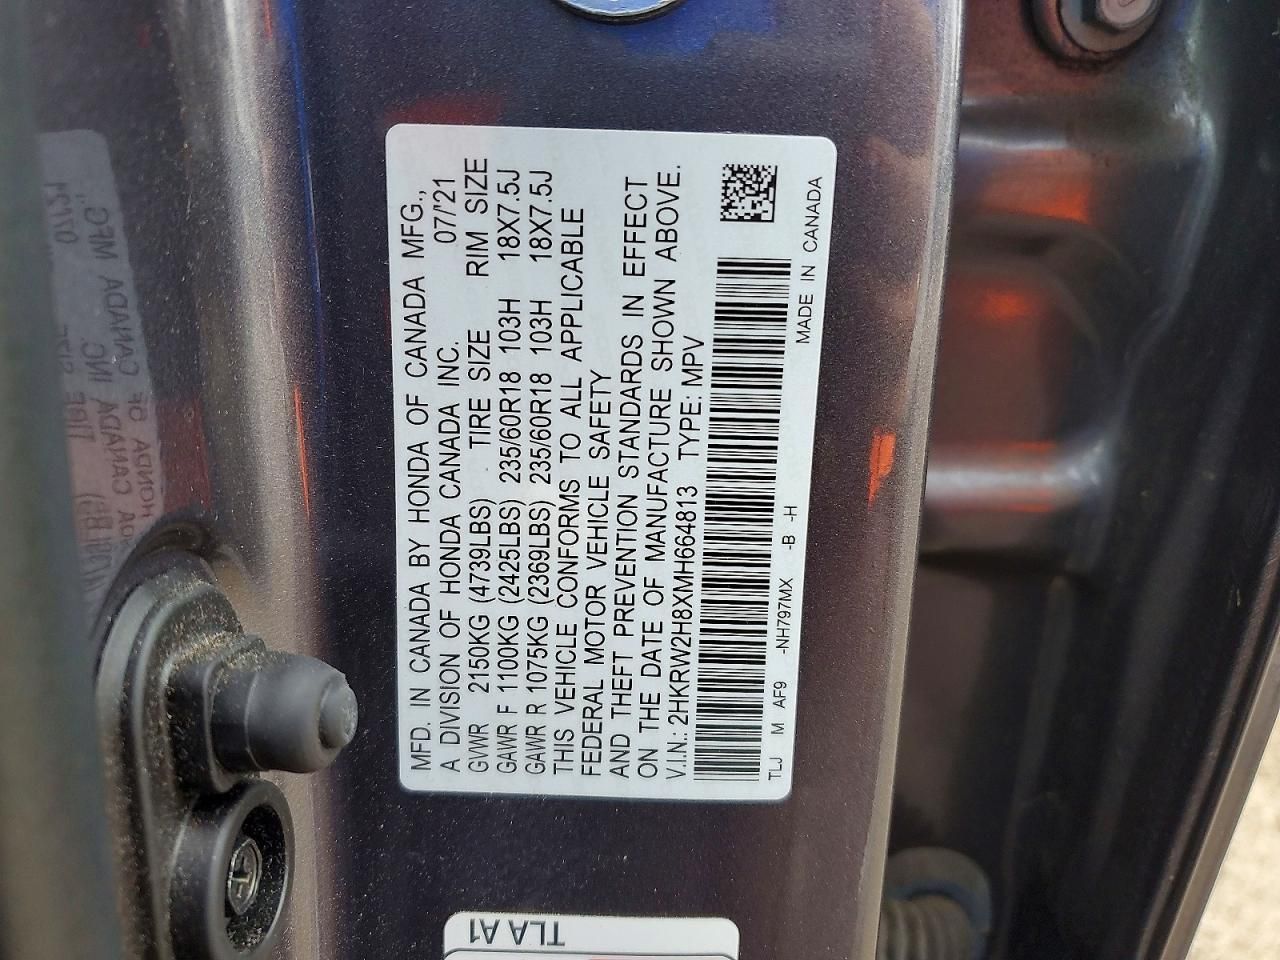 MFD. IN CANADA BY HONDA OF CANADA MFG.,
A DIVISION OF HONDA CANADA INC. 07/'21
GVWR 2150KG (4739LBS) TIRE SIZE RIM SIZE
GAWR F 1100KG (2425LBS) 235/60R18 103H 18X7.5J
GAWR R 1075KG (2369LBS) 235/60R18 103H 18X7.5J
THIS VEHICLE CONFORMS TO ALL APPLICABLE
FEDERAL MOTOR VEHICLE SAFETY
AND THEFT PREVENTION STANDARDS IN EFFECT
ON THE DATE OF MANUFACTURE SHOWN ABOVE.
V.I.N.: 2HKRW2H8XMH664813 TYPE: MPV
TLJ M AF9 -NH797MX -B -H
MADE IN CANADA
TLA A1